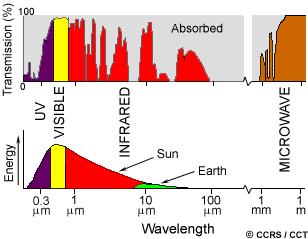 Transmission (%)
100
0
Absorbed
UV
VISIBLE
INFRARED
MICROWAVE
Energy
Sun
Earth
0.3 μm
1 μm
10 μm
100 μm
1 mm
1 m
Wavelength
© CCRS / CCT